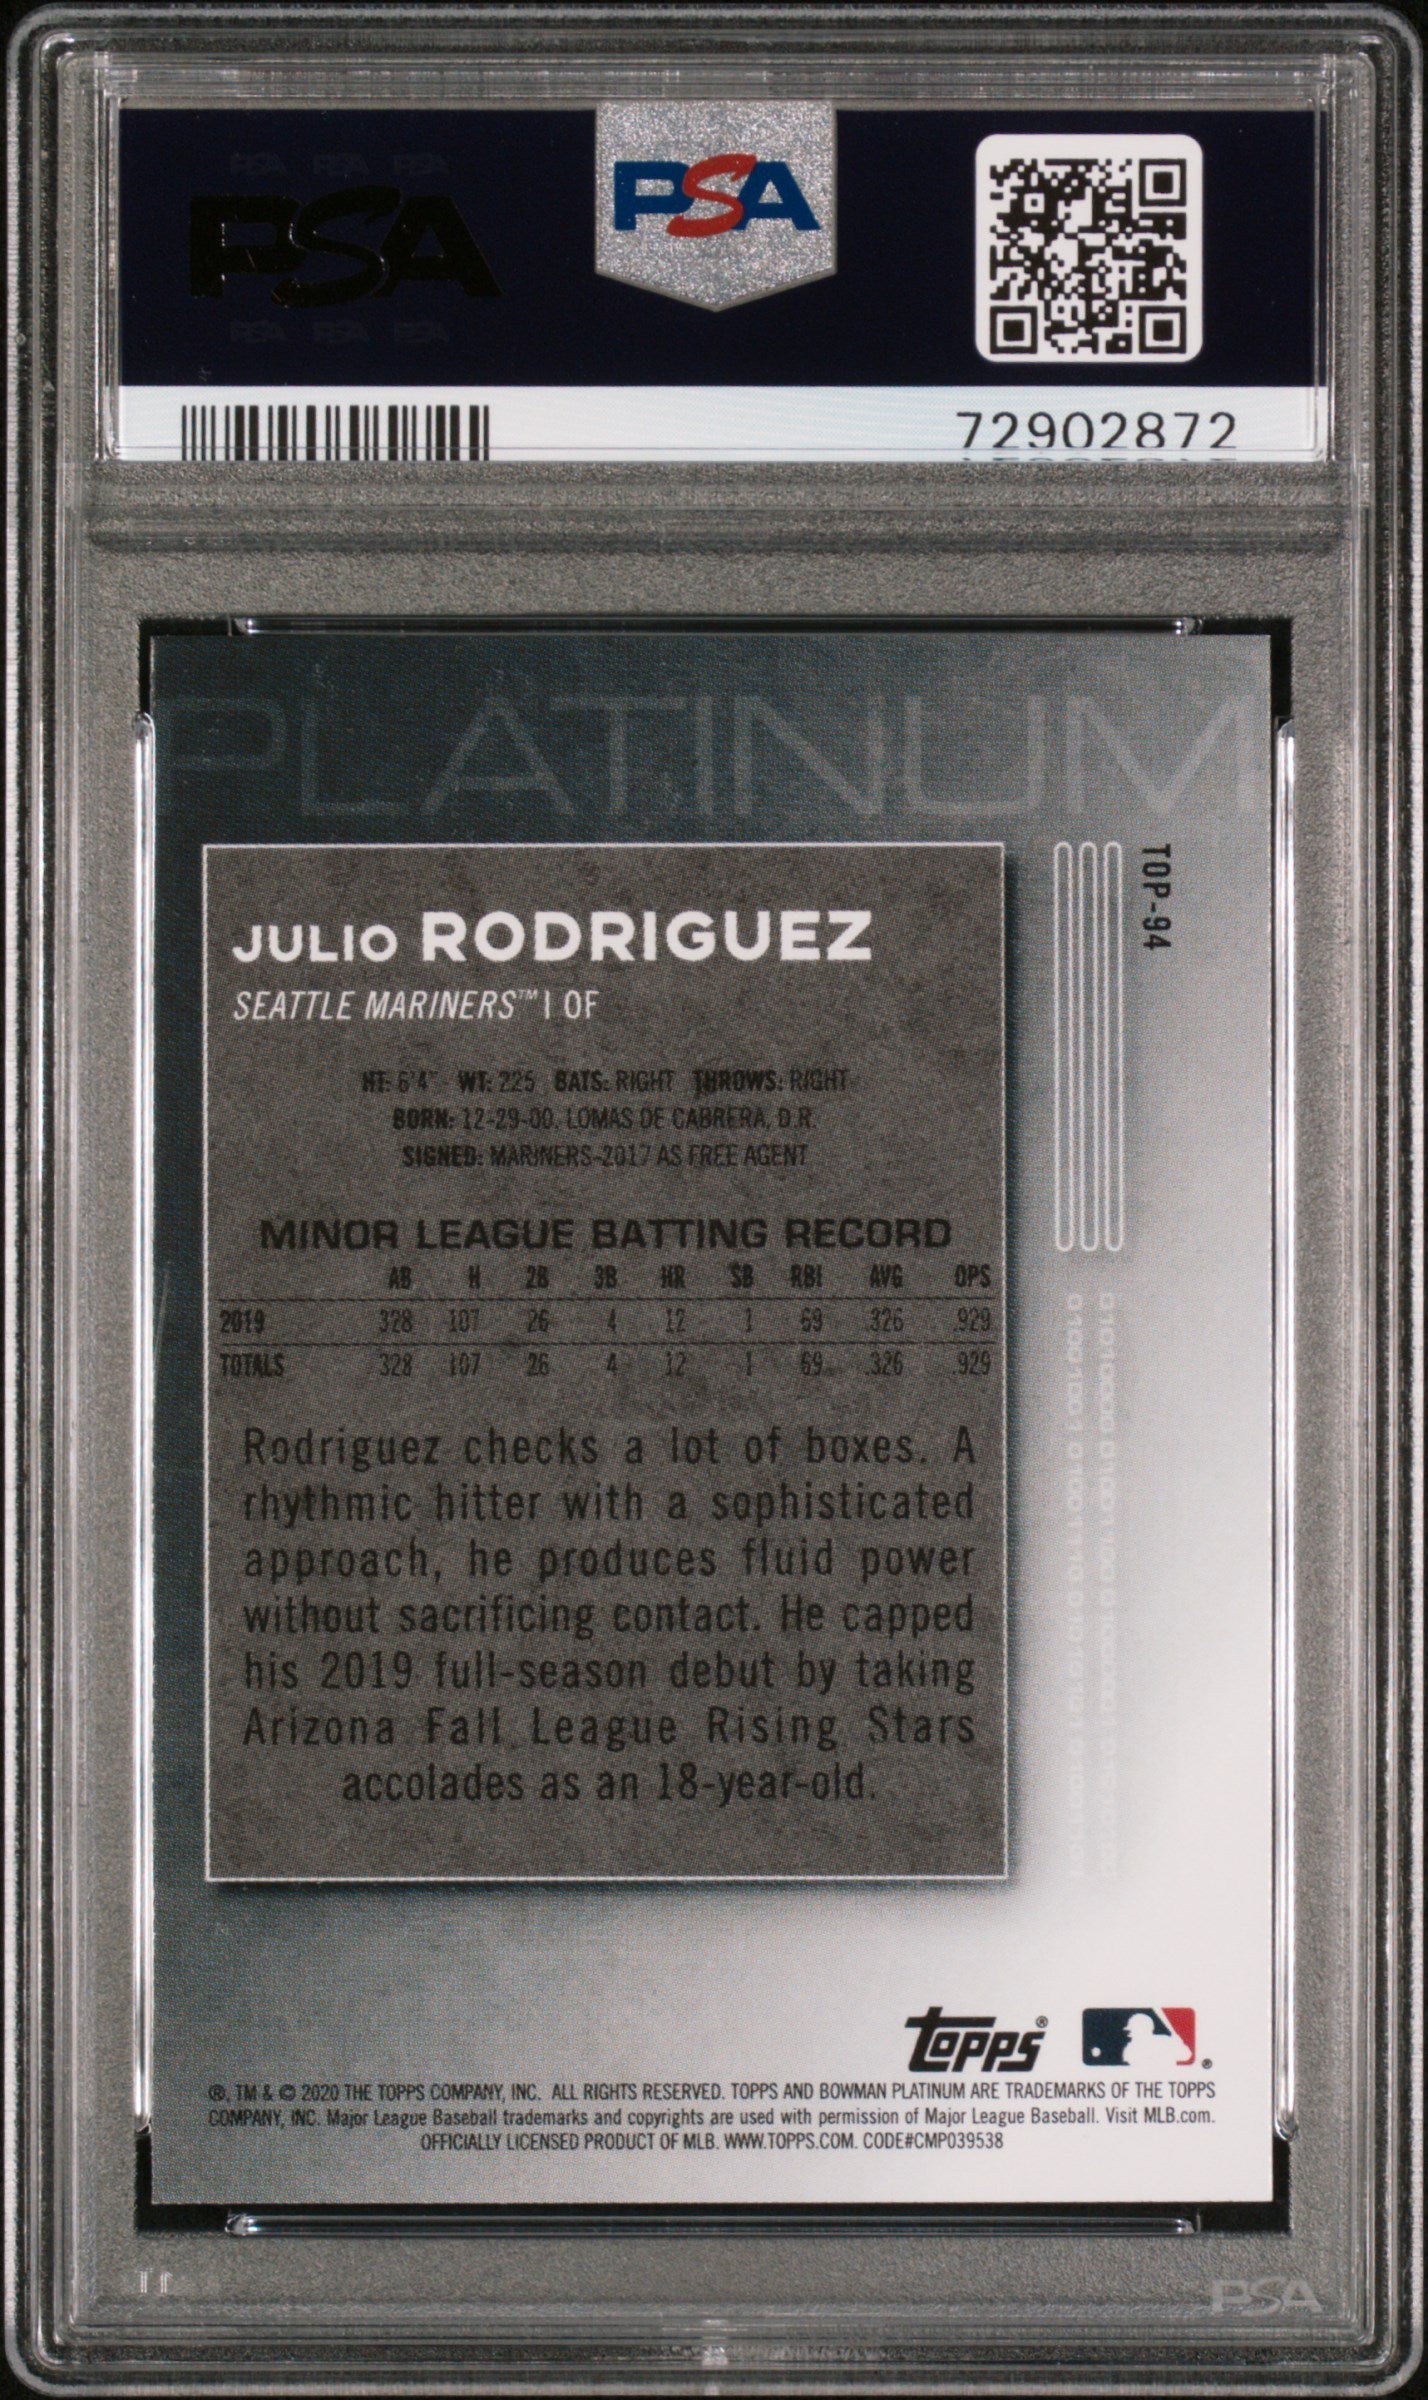 PSA PSA PSA
PSA
PSA PSA PSA
PSA
72902872
PLATINUM
TOP-94
JULIO RODRIGUEZ
SEATTLE MARINERS™ | OF
HT: 6'4" WT: 225 BATS: RIGHT THROWS: RIGHT
BORN: 12-29-00, LOMAS DE CABRERA, D.R.
SIGNED: MARINERS-2017 AS FREE AGENT
MINOR LEAGUE BATTING RECORD
AB H 2B 3B HR SB RBI AVG OPS
2019 328 107 26 4 12 1 69 .326 .929
TOTALS 328 107 26 4 12 1 69 .326 .929
Rodriguez checks a lot of boxes. A
rhythmic hitter with a sophisticated
approach, he produces fluid power
without sacrificing contact. He capped
his 2019 full-season debut by taking
Arizona Fall League Rising Stars
accolades as an 18-year-old.
topps®
®, TM & © 2020 THE TOPPS COMPANY, INC. ALL RIGHTS RESERVED. TOPPS AND BOWMAN PLATINUM ARE TRADEMARKS OF THE TOPPS
COMPANY, INC. Major League Baseball trademarks and copyrights are used with permission of Major League Baseball. Visit MLB.com.
OFFICIALLY LICENSED PRODUCT OF MLB. WWW.TOPPS.COM. CODE#CMP039538
PSA